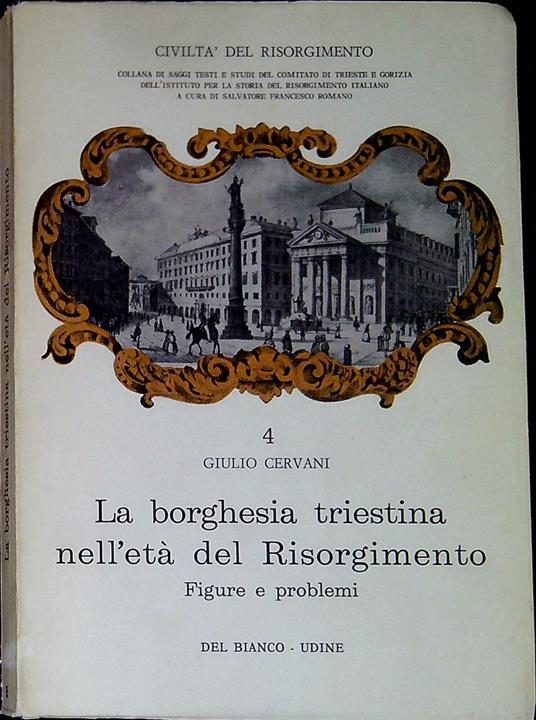 CIVILTA' DEL RISORGIMENTO
COLLANA DI SAGGI TESTI E STUDI DEL COMITATO DI TRIESTE E GORIZIA
DELL'ISTITUTO PER LA STORIA DEL RISORGIMENTO ITALIANO
A CURA DI SALVATORE FRANCESCO ROMANO
4
GIULIO CERVANI
La borghesia triestina
nell'età del Risorgimento
Figure e problemi
DEL BIANCO - UDINE
La borghesia triestina nell'età del Risorgimento